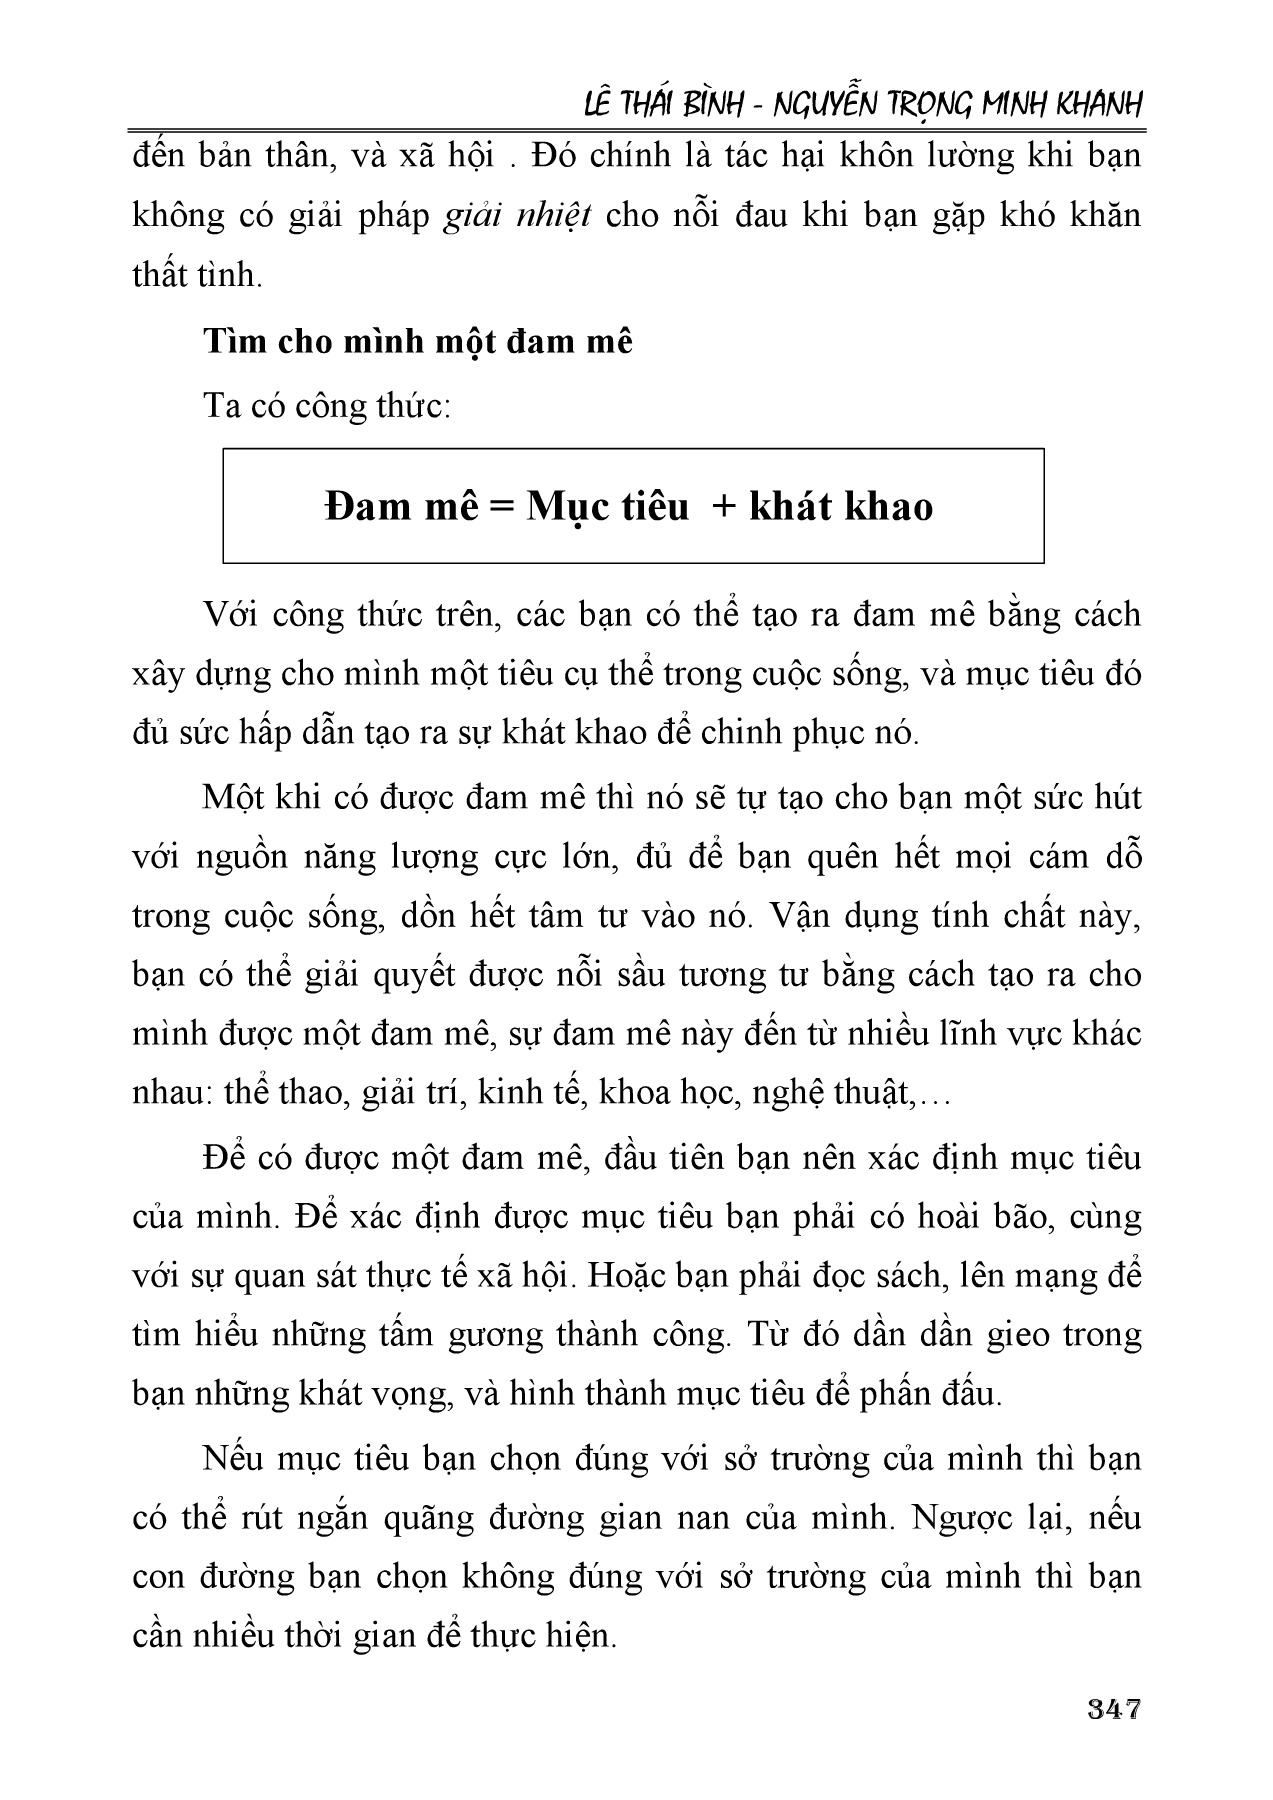 LÊ THÁI BÌNH - NGUYỄN TRỌNG MINH KHANH
đến bản thân, và xã hội . Đó chính là tác hại khôn lường khi bạn
không có giải pháp giải nhiệt cho nỗi đau khi bạn gặp khó khăn
thất tình.
Tìm cho mình một đam mê
Ta có công thức:
Đam mê = Mục tiêu + khát khao
Với công thức trên, các bạn có thể tạo ra đam mê bằng cách
xây dựng cho mình một tiêu cụ thể trong cuộc sống, và mục tiêu đó
đủ sức hấp dẫn tạo ra sự khát khao để chinh phục nó.
Một khi có được đam mê thì nó sẽ tự tạo cho bạn một sức hút
với nguồn năng lượng cực lớn, đủ để bạn quên hết mọi cám dỗ
trong cuộc sống, dồn hết tâm tư vào nó. Vận dụng tính chất này,
bạn có thể giải quyết được nỗi sầu tương tư bằng cách tạo ra cho
mình được một đam mê, sự đam mê này đến từ nhiều lĩnh vực khác
nhau: thể thao, giải trí, kinh tế, khoa học, nghệ thuật,…
Để có được một đam mê, đầu tiên bạn nên xác định mục tiêu
của mình. Để xác định được mục tiêu bạn phải có hoài bão, cùng
với sự quan sát thực tế xã hội. Hoặc bạn phải đọc sách, lên mạng để
tìm hiểu những tấm gương thành công. Từ đó dần dần gieo trong
bạn những khát vọng, và hình thành mục tiêu để phấn đấu.
Nếu mục tiêu bạn chọn đúng với sở trường của mình thì bạn
có thể rút ngắn quãng đường gian nan của mình. Ngược lại, nếu
con đường bạn chọn không đúng với sở trường của mình thì bạn
cần nhiều thời gian để thực hiện.
347